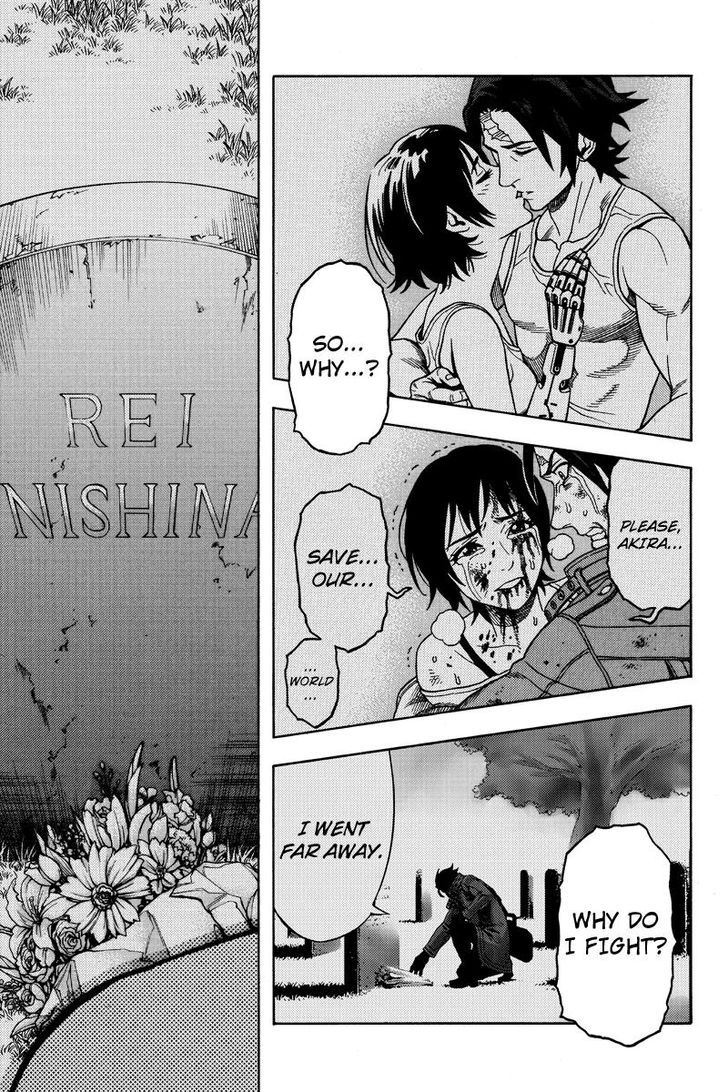 SO...
WHY...?
PLEASE,
AKIRA...
SAVE...
OUR...
...
WORLD
...
I WENT
FAR AWAY.
WHY DO
I FIGHT?
REI
NISHINA